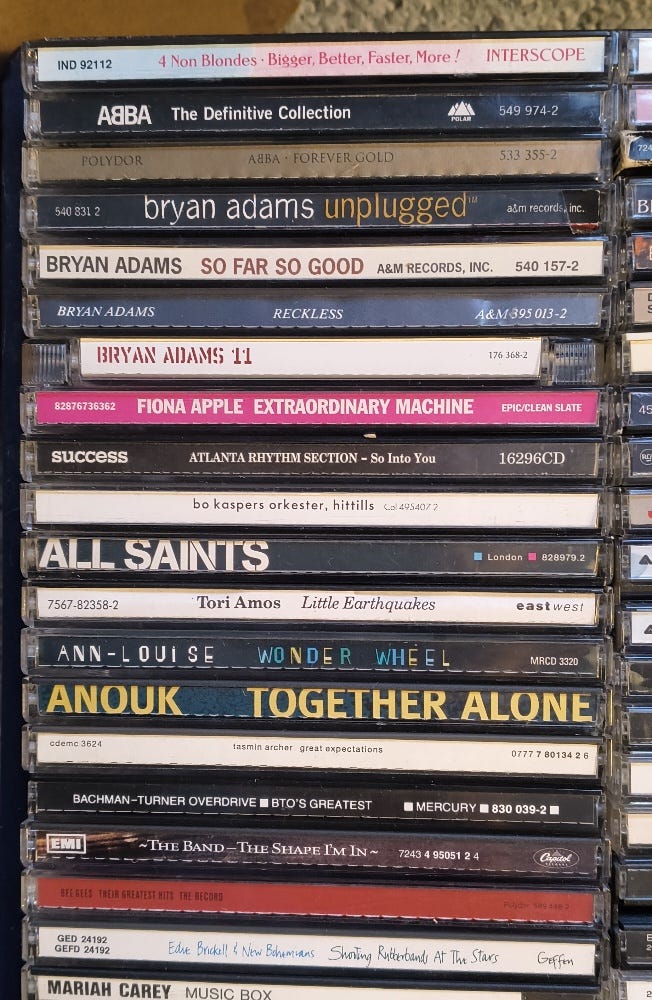 IND 92112 4 Non Blondes · Bigger, Better, Faster, More ! INTERSCOPE
ABBA The Definitive Collection POLAR 549 974-2
POLYDOR ABBA · FOREVER GOLD 533 355-2
540 831 2 bryan adams unplugged™ a&m records, inc.
BRYAN ADAMS SO FAR SO GOOD A&M RECORDS, INC. 540 157-2
BRYAN ADAMS RECKLESS A&M 395 013-2
BRYAN ADAMS 11 176 368-2
82876736362 FIONA APPLE EXTRAORDINARY MACHINE EPIC/CLEAN SLATE
success ATLANTA RHYTHM SECTION – So Into You 16296CD
bo kaspers orkester, hittills Col 495407 2
ALL SAINTS London 828979.2
7567-82358-2 Tori Amos Little Earthquakes eastwest
ANN-LOUISE WONDER WHEEL MRCD 3320
ANOUK TOGETHER ALONE
cdemc 3624 tasmin archer great expectations 0777 7 80134 2 6
BACHMAN-TURNER OVERDRIVE ■ BTO'S GREATEST ■ MERCURY ■ 830 039-2 ■
EMI ~THE BAND–THE SHAPE I'M IN~ 7243 4 95051 2 4 Capitol
BEE GEES THEIR GREATEST HITS THE RECORD Polydor
GED 24192
GEFD 24192 Edie Brickell & New Bohemians Shooting Rubberbands At The Stars Geffen
MARIAH CAREY MUSIC BOX